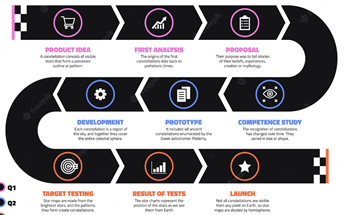 PRODUCT IDEA
A constellation consists of visible
stars that form a perceived
outline or pattern.
FIRST ANALYSIS
The origins of the first
constellations date back to
prehistoric times.
PROPOSAL
Their purpose was to tell stories
of their beliefs, experiences,
creation or mythology.
DEVELOPMENT
Each constellation is a region of
the sky, and together they cover
the entire celestial sphere.
PROTOTYPE
It included 48 ancient
constellations enumerated by the
Greek astronomer Ptolemy.
COMPETENCE STUDY
The recognition of constellations
has changed over time. They
varied in size or shape,
TARGET TESTING
Star maps are made from the
brightest stars, and the patterns
they form create constellations.
RESULT OF TESTS
The star charts represent the
position of the stars as we see
them from Earth
LAUNCH
Not all constellations are visible
from any point on Earth, so star
maps are divided by hemispheres.
Q1
Q2